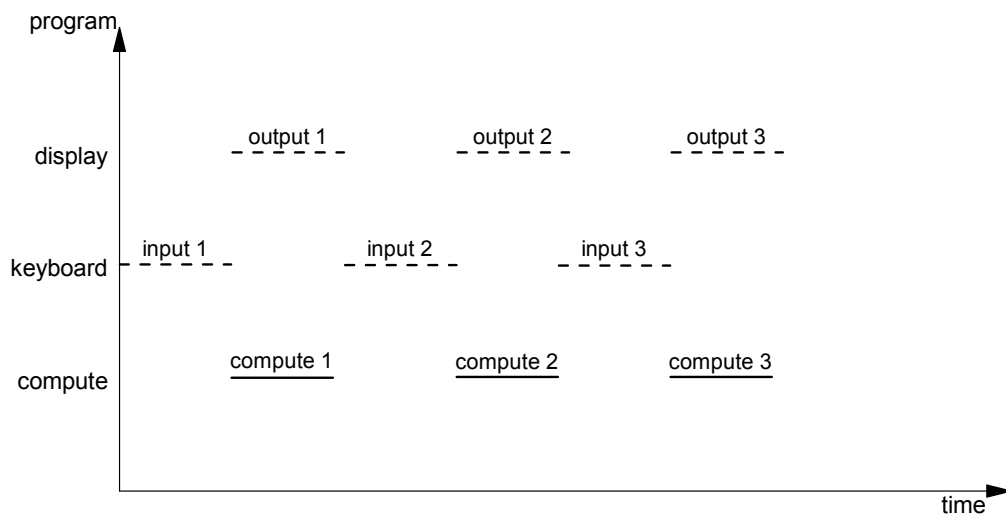 program
output 1 output 2 output 3
display
input 1 input 2 input 3
keyboard
compute 1 compute 2 compute 3
compute
time